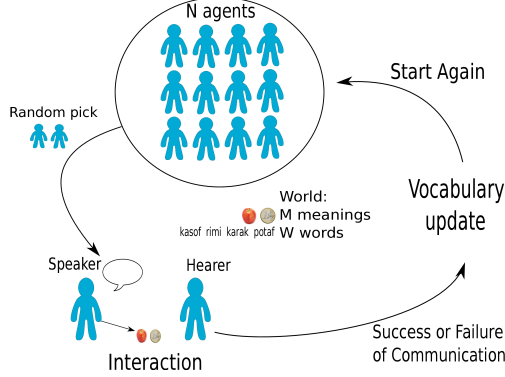 N agents
Start Again
Random pick
World:
M meanings
kasof rimi karak potaf W words
Vocabulary
update
Speaker
Hearer
Success or Failure
of Communication
Interaction